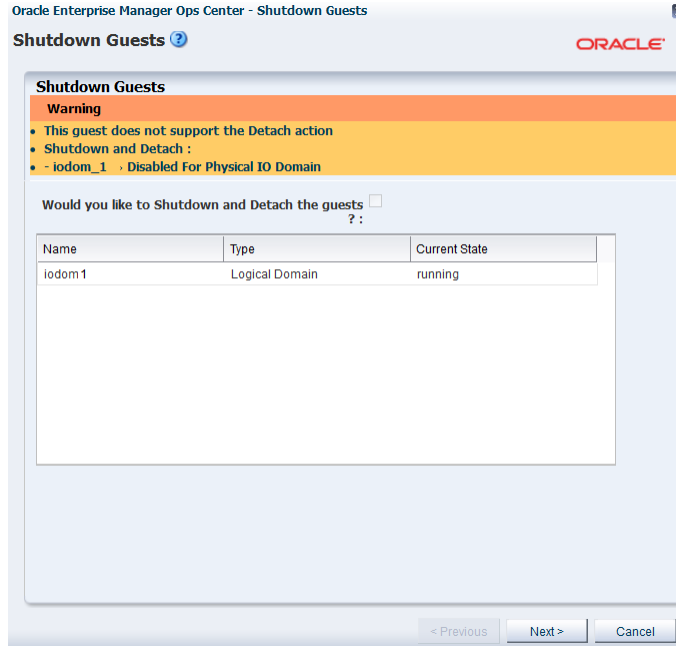 Oracle Enterprise Manager Ops Center - Shutdown Guests
Shutdown Guests ?
ORACLE
Shutdown Guests
Warning
• This guest does not support the Detach action
• Shutdown and Detach :
• - iodom_1 › Disabled For Physical IO Domain
Would you like to Shutdown and Detach the guests
? :
Name Type Current State
iodom1 Logical Domain running
< Previous Next > Cancel